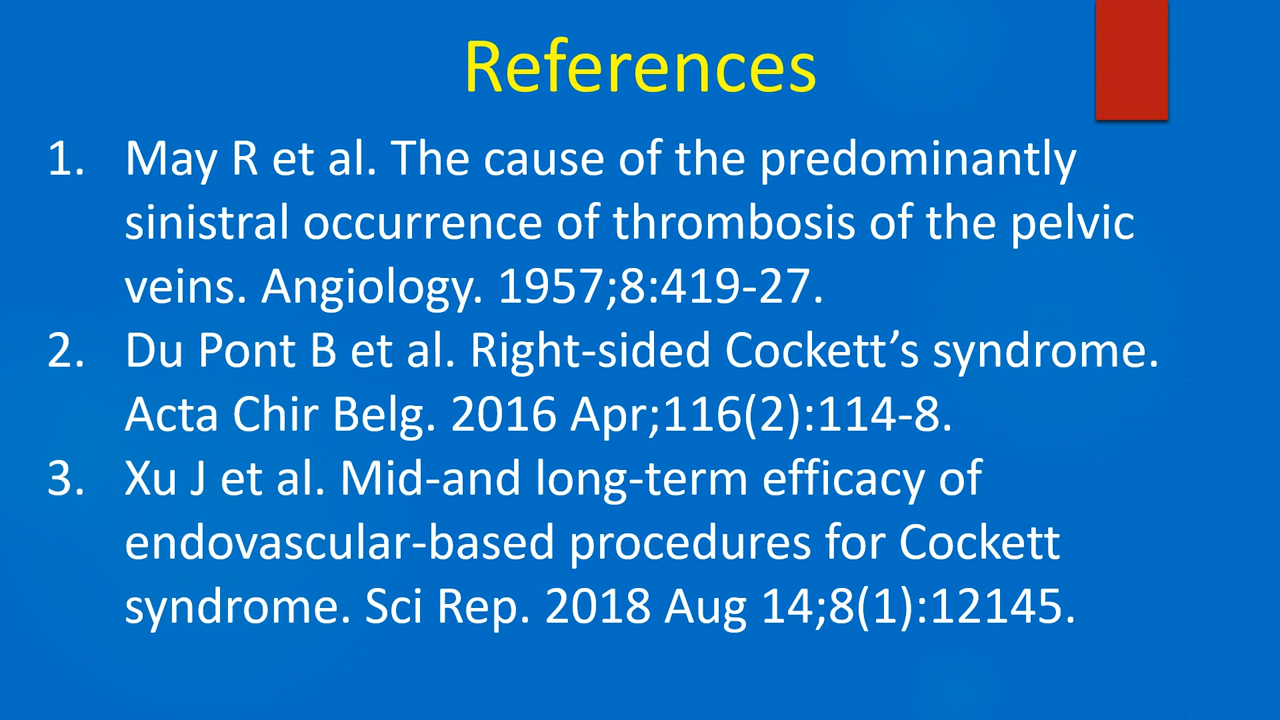 References
1. May R et al. The cause of the predominantly
sinistral occurrence of thrombosis of the pelvic
veins. Angiology. 1957;8:419-27.
2. Du Pont B et al. Right-sided Cockett’s syndrome.
Acta Chir Belg. 2016 Apr;116(2):114-8.
3. Xu J et al. Mid-and long-term efficacy of
endovascular-based procedures for Cockett
syndrome. Sci Rep. 2018 Aug 14;8(1):12145.